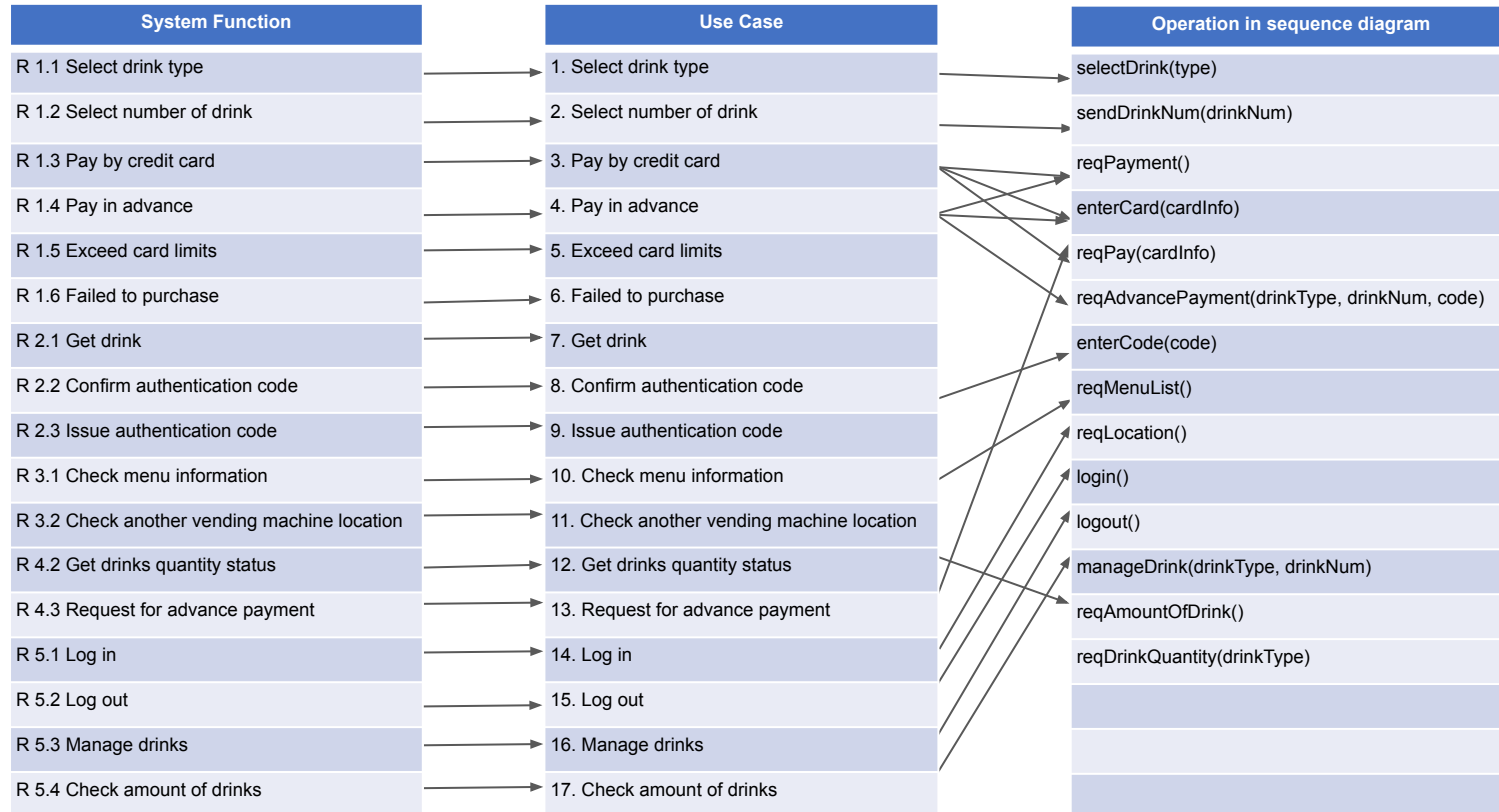 System Function
Use Case
Operation in sequence diagram
R 1.1 Select drink type
1. Select drink type
selectDrink(type)
R 1.2 Select number of drink
2. Select number of drink
sendDrinkNum(drinkNum)
R 1.3 Pay by credit card
3. Pay by credit card
reqPayment()
R 1.4 Pay in advance
4. Pay in advance
enterCard(cardInfo)
R 1.5 Exceed card limits
5. Exceed card limits
reqPay(cardInfo)
R 1.6 Failed to purchase
6. Failed to purchase
reqAdvancePayment(drinkType, drinkNum, code)
R 2.1 Get drink
7. Get drink
enterCode(code)
R 2.2 Confirm authentication code
8. Confirm authentication code
reqMenuList()
R 2.3 Issue authentication code
9. Issue authentication code
reqLocation()
R 3.1 Check menu information
10. Check menu information
login()
R 3.2 Check another vending machine location
11. Check another vending machine location
logout()
R 4.2 Get drinks quantity status
12. Get drinks quantity status
manageDrink(drinkType, drinkNum)
R 4.3 Request for advance payment
13. Request for advance payment
reqAmountOfDrink()
R 5.1 Log in
14. Log in
reqDrinkQuantity(drinkType)
R 5.2 Log out
15. Log out
R 5.3 Manage drinks
16. Manage drinks
R 5.4 Check amount of drinks
17. Check amount of drinks